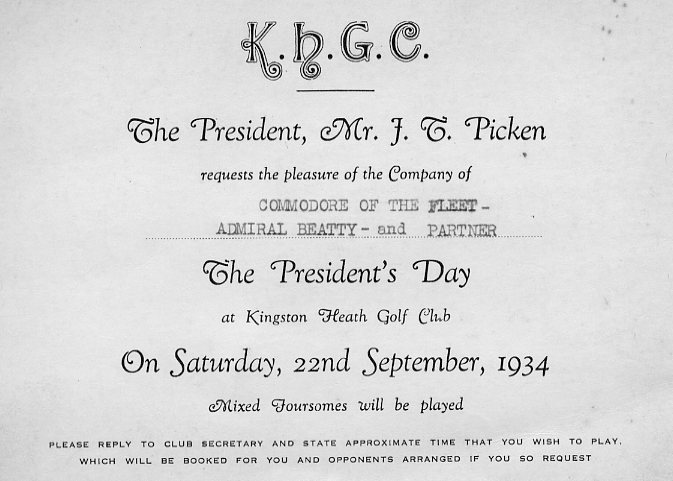 K.H.G.C.
The President, Mr. J. T. Picken
requests the pleasure of the Company of
COMMODORE OF THE FLEET-
ADMIRAL BEATTY - and PARTNER
The President's Day
at Kingston Heath Golf Club
On Saturday, 22nd September, 1934
Mixed Foursomes will be played
PLEASE REPLY TO CLUB SECRETARY AND STATE APPROXIMATE TIME THAT YOU WISH TO PLAY,
WHICH WILL BE BOOKED FOR YOU AND OPPONENTS ARRANGED IF YOU SO REQUEST